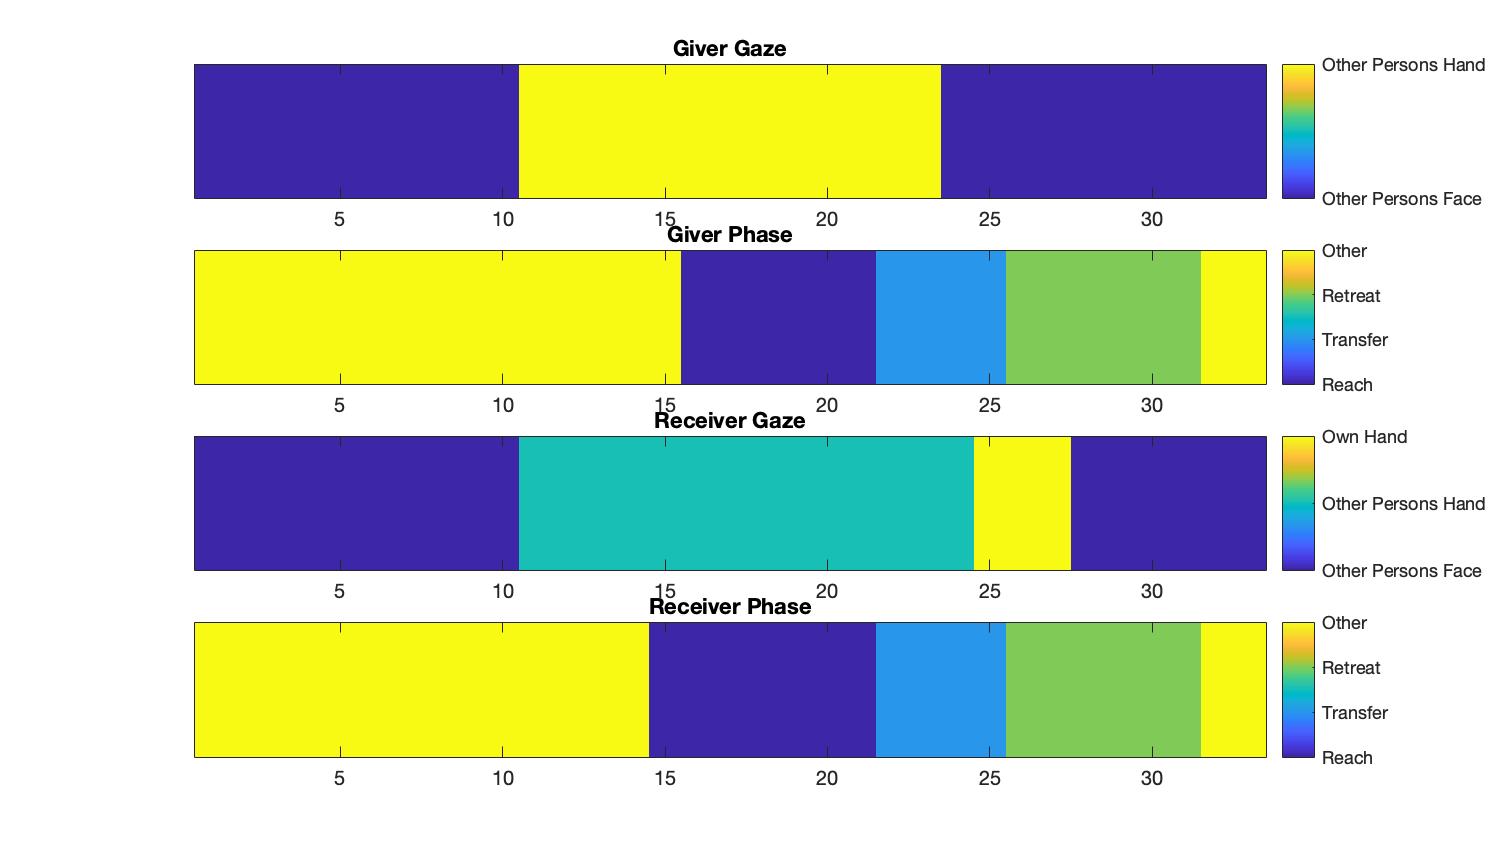 Giver Gaze
Other Persons Hand
Other Persons Face
5 10 15 20 25 30
Giver Phase
Other
Retreat
Transfer
Reach
5 10 15 20 25 30
Receiver Gaze
Own Hand
Other Persons Hand
Other Persons Face
5 10 15 20 25 30
Receiver Phase
Other
Retreat
Transfer
Reach
5 10 15 20 25 30